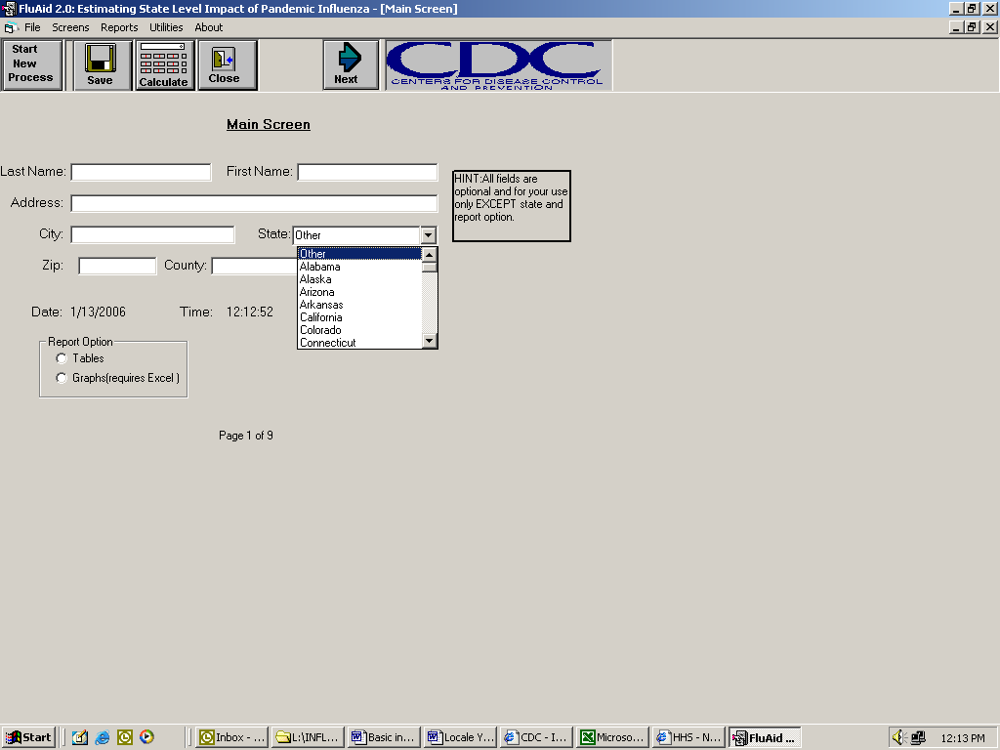 FluAid 2.0: Estimating State Level Impact of Pandemic Influenza - [Main Screen]
File Screens Reports Utilities About
Start New Process
Save
Calculate
Close
Next
CDC
CENTERS FOR DISEASE CONTROL
AND PREVENTION
Main Screen
Last Name: First Name:
HINT:All fields are
optional and for your use
only EXCEPT state and
report option.
Address:
City: State: Other
Zip: County:
Other
Alabama
Alaska
Arizona
Arkansas
California
Colorado
Connecticut
Date: 1/13/2006 Time: 12:12:52
Report Option
Tables
Graphs(requires Excel )
Page 1 of 9
Start Inbox - ... L:\INFL... Basic in... Locale Y... CDC - I... Microso... HHS - N... FluAid ... 12:13 PM